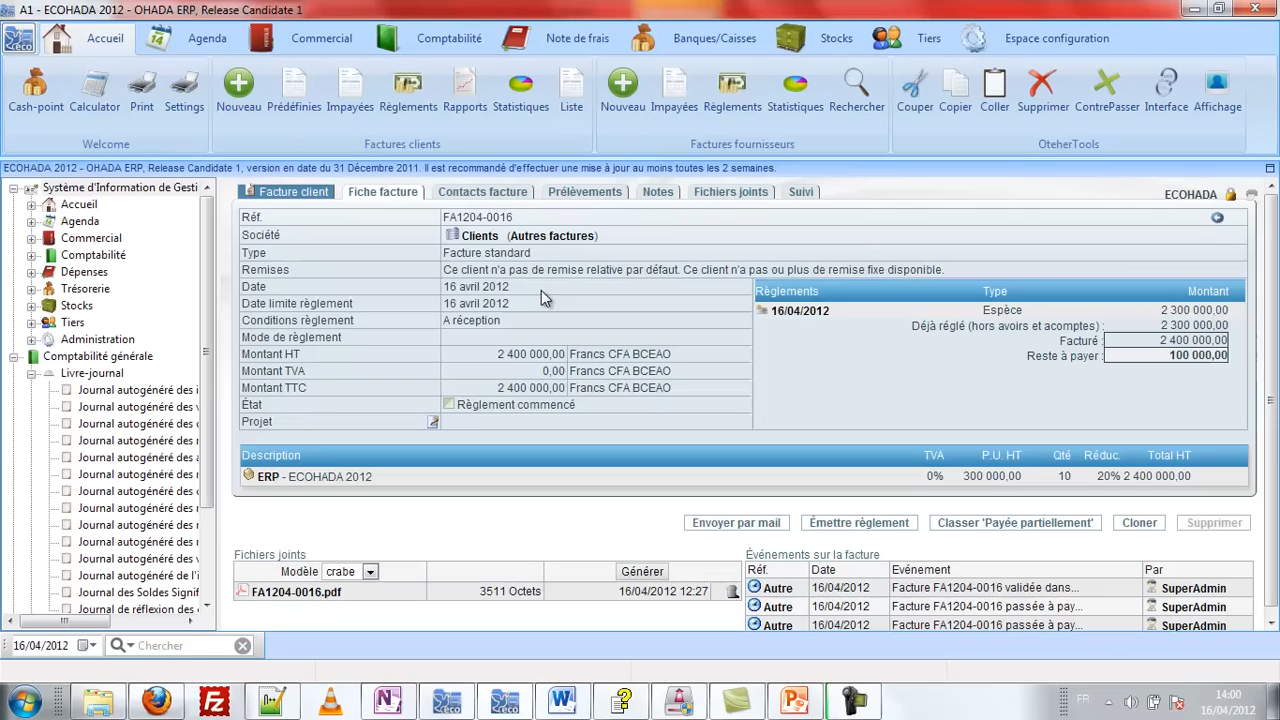 A1 - ECOHADA ERP - OHADA ERP, Release Candidate 1
Accueil Agenda Commercial Comptabilité Note de frais Banques/Caisses Stocks Tiers Espace configuration
Cash-point Calculator Print Settings Nouveau Prédéfinies Impayées Règlements Rapports Statistiques Liste Nouveau Impayées Règlements Statistiques Rechercher Couper Copier Coller Supprimer ContrePasser Interface Affichage
Welcome Factures clients Factures fournisseurs OteherTools
ECOHADA 2012 - OHADA ERP, Release Candidate 1, version en date du 31 Décembre 2011. Il est recommandé d'effectuer une mise à jour au moins toutes les 2 semaines.
Système d'Information de Gesti
Accueil
Agenda
Commercial
Comptabilité
Dépenses
Trésorerie
Stocks
Tiers
Administration
Comptabilité générale
Livre-journal
Journal autogénéré des i
Journal autogénéré des v
Journal autogénéré des r
Journal autogénéré des r
Journal autogénéré des a
Journal autogénéré des r
Journal autogénéré des
Journal autogénéré des
Journal autogénéré des s
Journal autogénéré des r
Journal autogénéré des v
Journal autogénéré de l'i
Journal des Soldes Signif
Journal de réflexion des
Facture client Fiche facture Contacts facture Prélèvements Notes Fichiers joints Suivi
ECOHADA
Réf. FA1204-0016
Société Clients (Autres factures)
Type Facture standard
Remises Ce client n'a pas de remise relative par défaut. Ce client n'a pas ou plus de remise fixe disponible.
Date 16 avril 2012
Date limite règlement 16 avril 2012
Conditions règlement A réception
Mode de règlement
Montant HT 2 400 000,00 Francs CFA BCEAO
Montant TVA 0,00 Francs CFA BCEAO
Montant TTC 2 400 000,00 Francs CFA BCEAO
État Règlement commencé
Projet
Règlements Type Montant
16/04/2012 Espèce 2 300 000,00
Déjà réglé (hors avoirs et acomptes) : 2 300 000,00
Facturé : 2 400 000,00
Reste à payer : 100 000,00
Description TVA P.U. HT Qté Réduc. Total HT
ERP - ECOHADA 2012 0% 300 000,00 10 20% 2 400 000,00
Envoyer par mail Émettre règlement Classer 'Payée partiellement' Cloner Supprimer
Fichiers joints
Modèle crabe Générer
FA1204-0016.pdf 3511 Octets 16/04/2012 12:27
Événements sur la facture
Réf. Date Evénement Par
Autre 16/04/2012 Facture FA1204-0016 validée dans... SuperAdmin
Autre 16/04/2012 Facture FA1204-0016 passée à pay... SuperAdmin
Autre 16/04/2012 Facture FA1204-0016 passée à pay... SuperAdmin
16/04/2012 Chercher
FR 14:00
16/04/2012